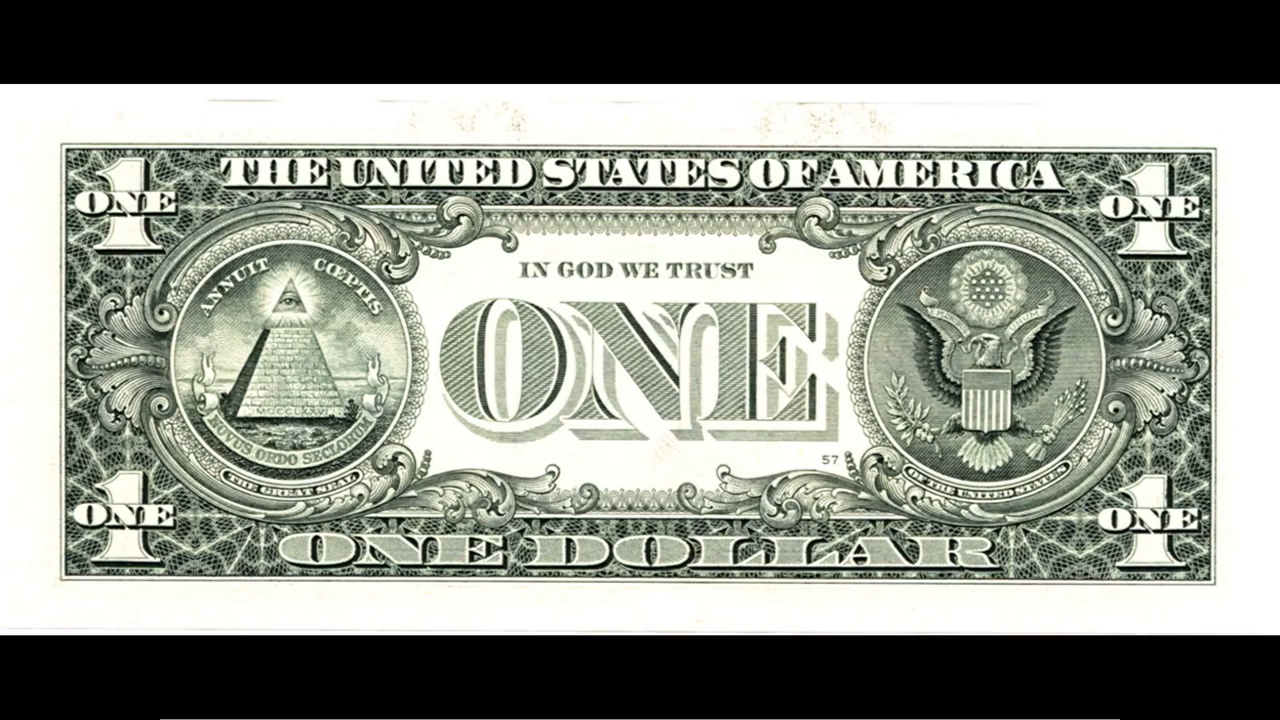 THE UNITED STATES OF AMERICA
1
ONE
1
ONE
IN GOD WE TRUST
ANNUIT CŒPTIS
ONE
MDCCLXXVI
NOVUS ORDO SECLORUM
THE GREAT SEAL
57
OF THE UNITED STATES
1
ONE
1
ONE
ONE DOLLAR